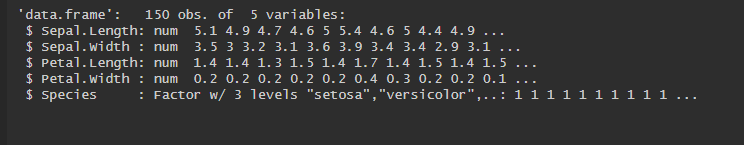 'data.frame':   150 obs. of  5 variables:
 $ Sepal.Length: num  5.1 4.9 4.7 4.6 5 5.4 4.6 5 4.4 4.9 ...
 $ Sepal.Width : num  3.5 3 3.2 3.1 3.6 3.9 3.4 3.4 2.9 3.1 ...
 $ Petal.Length: num  1.4 1.4 1.3 1.5 1.4 1.7 1.4 1.5 1.4 1.5 ...
 $ Petal.Width : num  0.2 0.2 0.2 0.2 0.2 0.4 0.3 0.2 0.2 0.1 ...
 $ Species     : Factor w/ 3 levels "setosa","versicolor",..: 1 1 1 1 1 1 1 1 1 1 ...